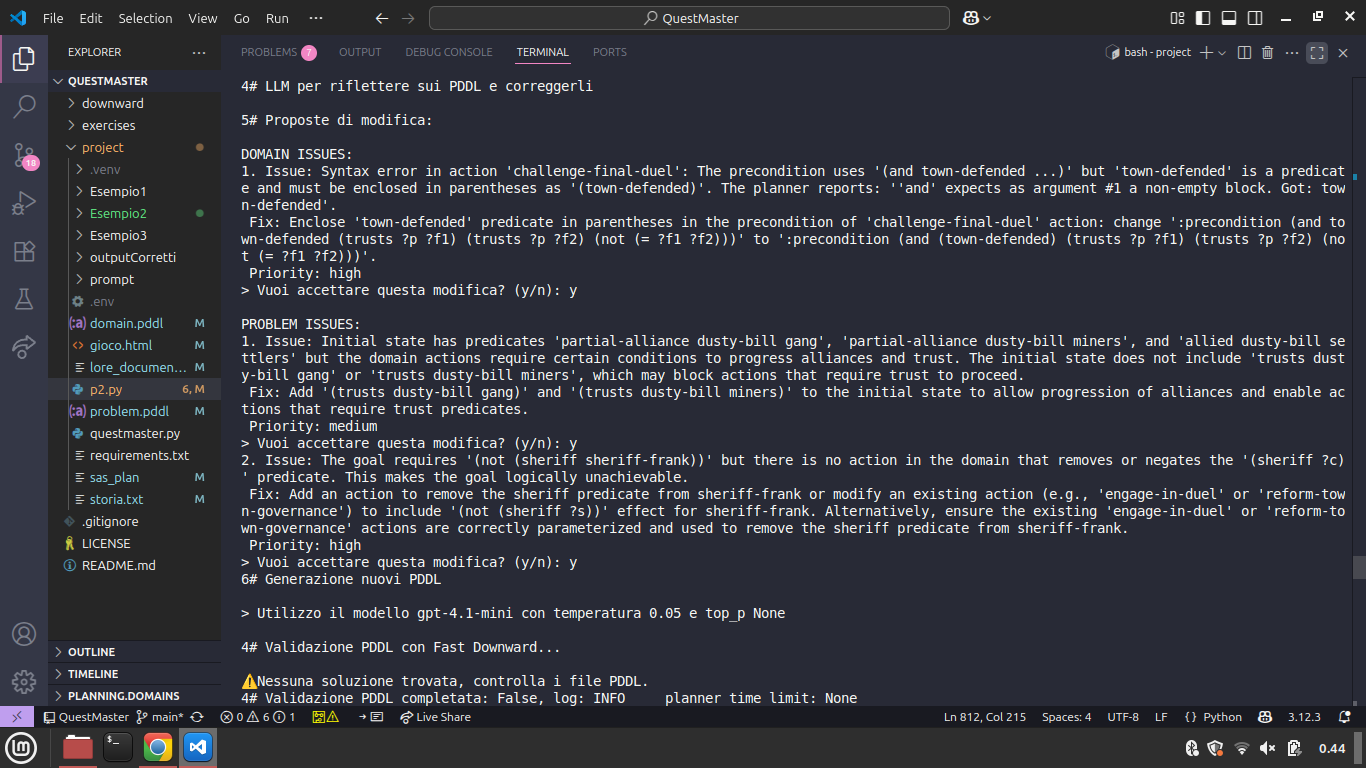 File Edit Selection View Go Run ··· QuestMaster
EXPLORER ···
QUESTMASTER
downward
exercises
project
.venv
Esempio1
Esempio2
Esempio3
outputCorretti
prompt
.env
domain.pddl M
gioco.html M
lore_documen... M
p2.py 6, M
problem.pddl M
questmaster.py
requirements.txt
sas_plan M
storia.txt M
.gitignore
LICENSE
README.md
OUTLINE
TIMELINE
PLANNING.DOMAINS
18
PROBLEMS 7 OUTPUT DEBUG CONSOLE TERMINAL PORTS bash - project
4# LLM per riflettere sui PDDL e correggerli
5# Proposte di modifica:
DOMAIN ISSUES:
1. Issue: Syntax error in action 'challenge-final-duel': The precondition uses '(and town-defended ...)' but 'town-defended' is a predicat
e and must be enclosed in parentheses as '(town-defended)'. The planner reports: ''and' expects as argument #1 a non-empty block. Got: tow
n-defended'.
Fix: Enclose 'town-defended' predicate in parentheses in the precondition of 'challenge-final-duel' action: change ':precondition (and to
wn-defended (trusts ?p ?f1) (trusts ?p ?f2) (not (= ?f1 ?f2)))' to ':precondition (and (town-defended) (trusts ?p ?f1) (trusts ?p ?f2) (no
t (= ?f1 ?f2)))'.
Priority: high
> Vuoi accettare questa modifica? (y/n): y
PROBLEM ISSUES:
1. Issue: Initial state has predicates 'partial-alliance dusty-bill gang', 'partial-alliance dusty-bill miners', and 'allied dusty-bill se
ttlers' but the domain actions require certain conditions to progress alliances and trust. The initial state does not include 'trusts dust
y-bill gang' or 'trusts dusty-bill miners', which may block actions that require trust to proceed.
Fix: Add '(trusts dusty-bill gang)' and '(trusts dusty-bill miners)' to the initial state to allow progression of alliances and enable ac
tions that require trust predicates.
Priority: medium
> Vuoi accettare questa modifica? (y/n): y
2. Issue: The goal requires '(not (sheriff sheriff-frank))' but there is no action in the domain that removes or negates the '(sheriff ?c)
' predicate. This makes the goal logically unachievable.
Fix: Add an action to remove the sheriff predicate from sheriff-frank or modify an existing action (e.g., 'engage-in-duel' or 'reform-tow
n-governance') to include '(not (sheriff ?s))' effect for sheriff-frank. Alternatively, ensure the existing 'engage-in-duel' or 'reform-to
wn-governance' actions are correctly parameterized and used to remove the sheriff predicate from sheriff-frank.
Priority: high
> Vuoi accettare questa modifica? (y/n): y
6# Generazione nuovi PDDL
> Utilizzo il modello gpt-4.1-mini con temperatura 0.05 e top_p None
4# Validazione PDDL con Fast Downward...
⚠️Nessuna soluzione trovata, controlla i file PDDL.
4# Validazione PDDL completata: False, log: INFO planner time limit: None
QuestMaster main* 0 6 1 Live Share Ln 812, Col 215 Spaces: 4 UTF-8 LF {} Python 3.12.3
0.44